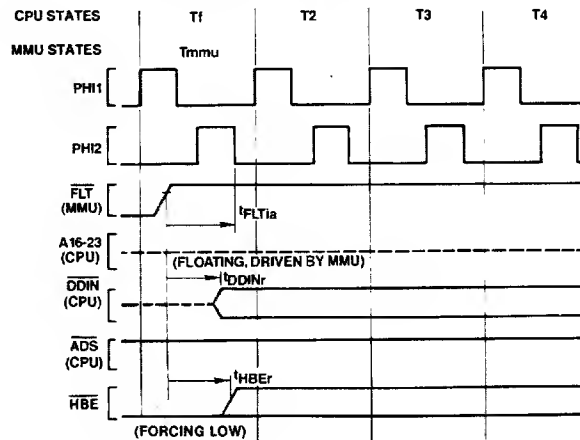 CPU STATES Tf T2 T3 T4
MMU STATES Tmmu
PHI1
PHI2
FLT
(MMU)
tFLTia
A16-23
(CPU)
(FLOATING, DRIVEN BY MMU)
tDDINr
DDIN
(CPU)
ADS
(CPU)
tHBEr
HBE
(FORCING LOW)